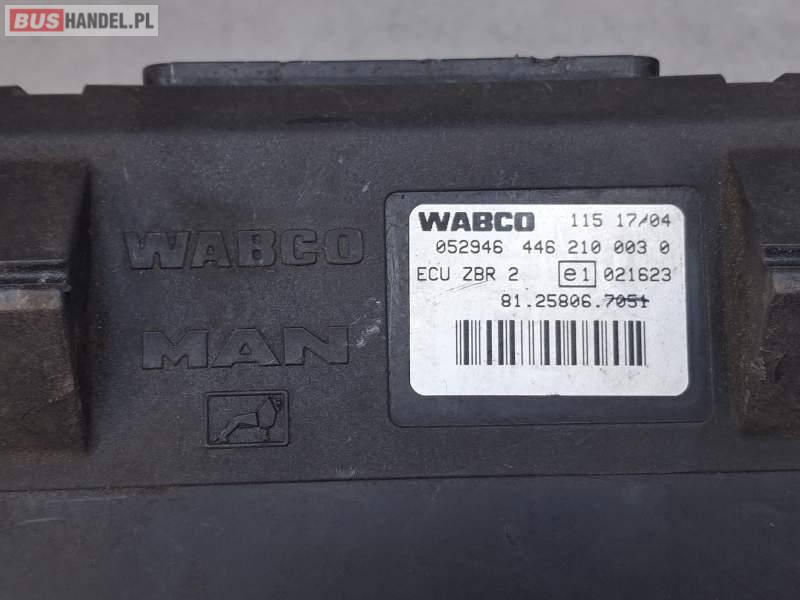 BUSHANDEL.PL
WABCO
MAN
WABCO 115 17/04
052946 446 210 003 0
ECU ZBR 2 e1 021623
81.25806.7051